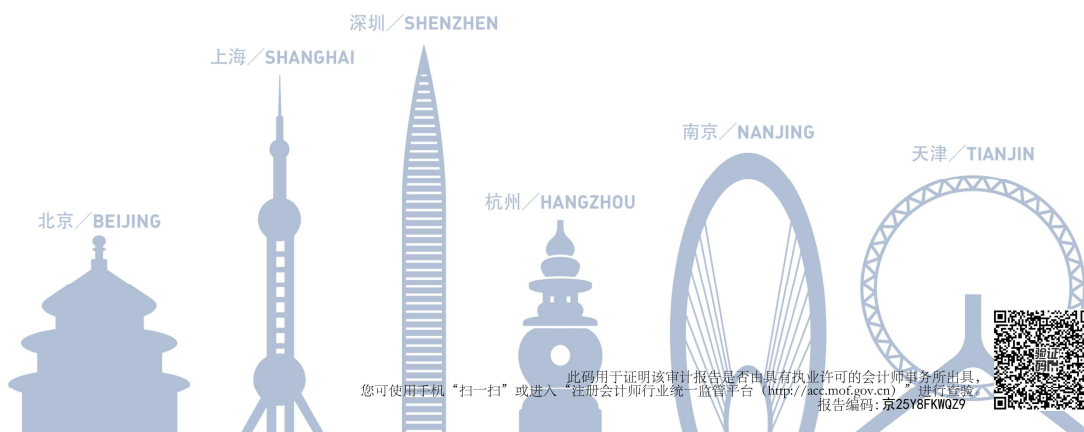 深圳／SHENZHEN
上海／SHANGHAI
南京／NANJING
天津／TIANJIN
杭州／HANGZHOU
北京／BEIJING
验证码
此码用于证明该审计报告是否由具有执业许可的会计师事务所出具，
您可使用手机“扫一扫”或进入“注册会计师行业统一监管平台（http://acc.mof.gov.cn）”进行查验。
报告编码:京25Y8FKWQZ9